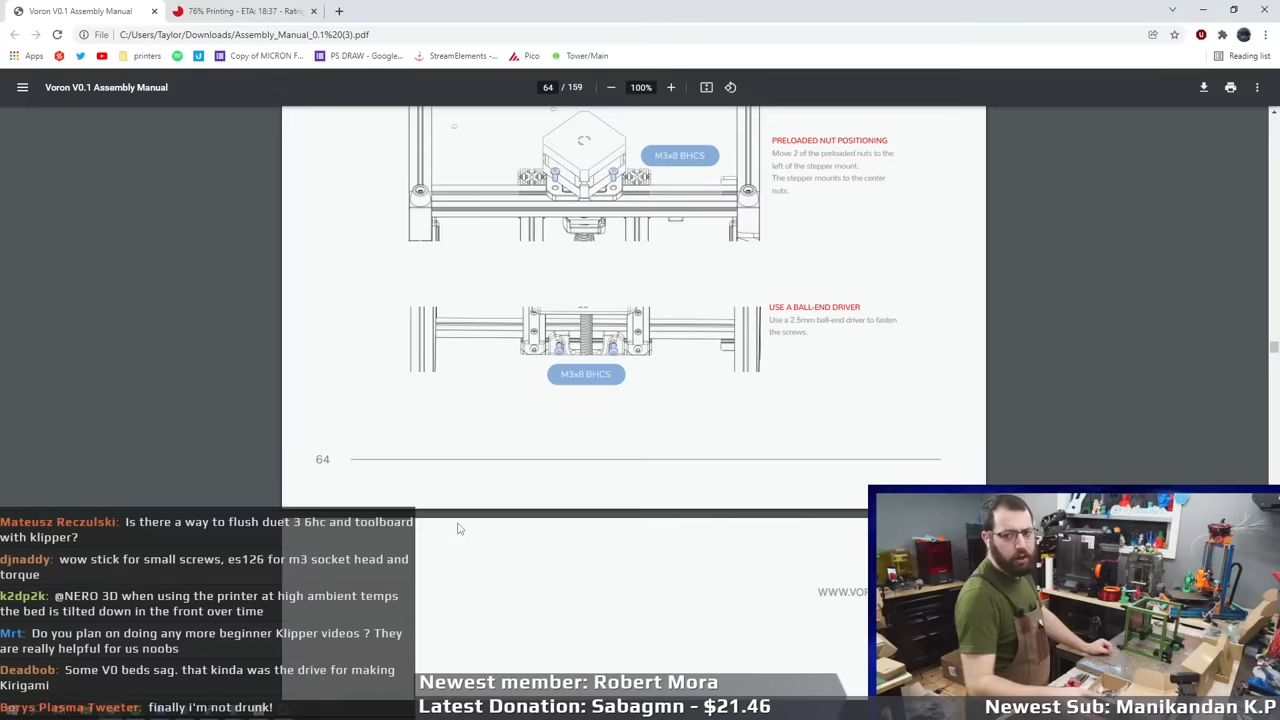 Voron V0.1 Assembly Manual
76% Printing - ETA: 18:37 - Ratrig
File
C:/Users/Taylor/Downloads/Assembly_Manual_0.1%20(3).pdf
Apps
printers
Copy of MICRON F...
PS DRAW - Google...
StreamElements -...
Pico
Tower/Main
Reading list
Voron V0.1 Assembly Manual
64 / 159
100%
M3x8 BHCS
PRELOADED NUT POSITIONING
Move 2 of the preloaded nuts to the
left of the stepper mount.
The stepper mounts to the center
nuts.
USE A BALL-END DRIVER
Use a 2.5mm ball-end driver to fasten
the screws.
M3x8 BHCS
64
WWW.VOR
Mateusz Reczulski: Is there a way to flush duet 3 6hc and toolboard
with klipper?
djnaddy: wow stick for small screws, es126 for m3 socket head and
torque
k2dp2k: @NERO 3D when using the printer at high ambient temps
the bed is tilted down in the front over time
Mrt: Do you plan on doing any more beginner Klipper videos ? They
are really helpful for us noobs
Deadbob: Some V0 beds sag. that kinda was the drive for making
Kirigami
Borys Plasma Tweeter: finally i'm not drunk!
Newest member: Robert Mora
Latest Donation: Sabagmn - $21.46
Newest Sub: Manikandan K.P